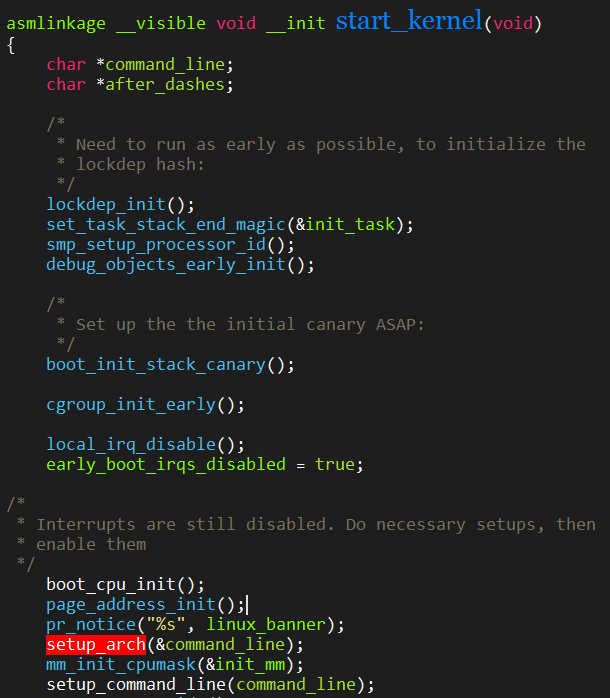 asmlinkage __visible void __init start_kernel(void)
{
char *command_line;
char *after_dashes;
/*
* Need to run as early as possible, to initialize the
* lockdep hash:
*/
lockdep_init();
set_task_stack_end_magic(&init_task);
smp_setup_processor_id();
debug_objects_early_init();
/*
* Set up the the initial canary ASAP:
*/
boot_init_stack_canary();
cgroup_init_early();
local_irq_disable();
early_boot_irqs_disabled = true;
/*
* Interrupts are still disabled. Do necessary setups, then
* enable them
*/
boot_cpu_init();
page_address_init();
pr_notice("%s", linux_banner);
setup_arch(&command_line);
mm_init_cpumask(&init_mm);
setup_command_line(command_line);